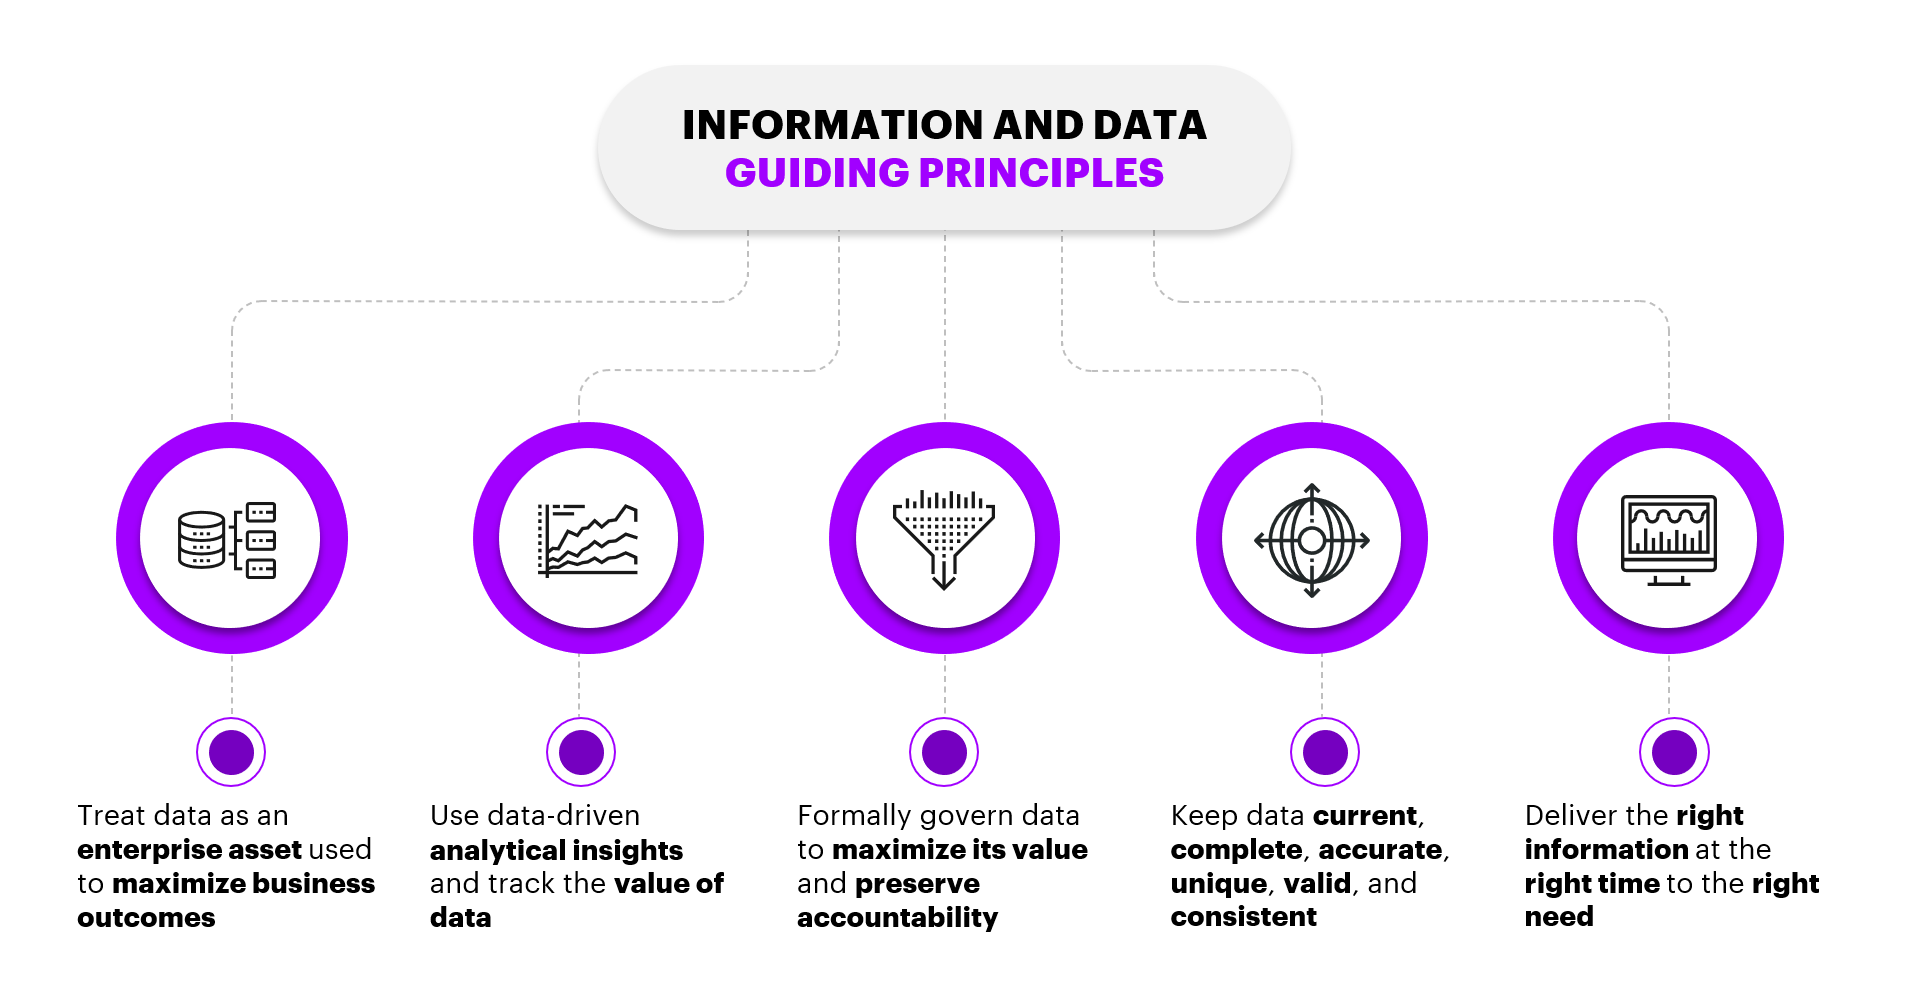 INFORMATION AND DATA
GUIDING PRINCIPLES
Treat data as an
enterprise asset used
to maximize business
outcomes
Use data-driven
analytical insights
and track the value of
data
Formally govern data
to maximize its value
and preserve
accountability
Keep data current,
complete, accurate,
unique, valid, and
consistent
Deliver the right
information at the
right time to the right
need